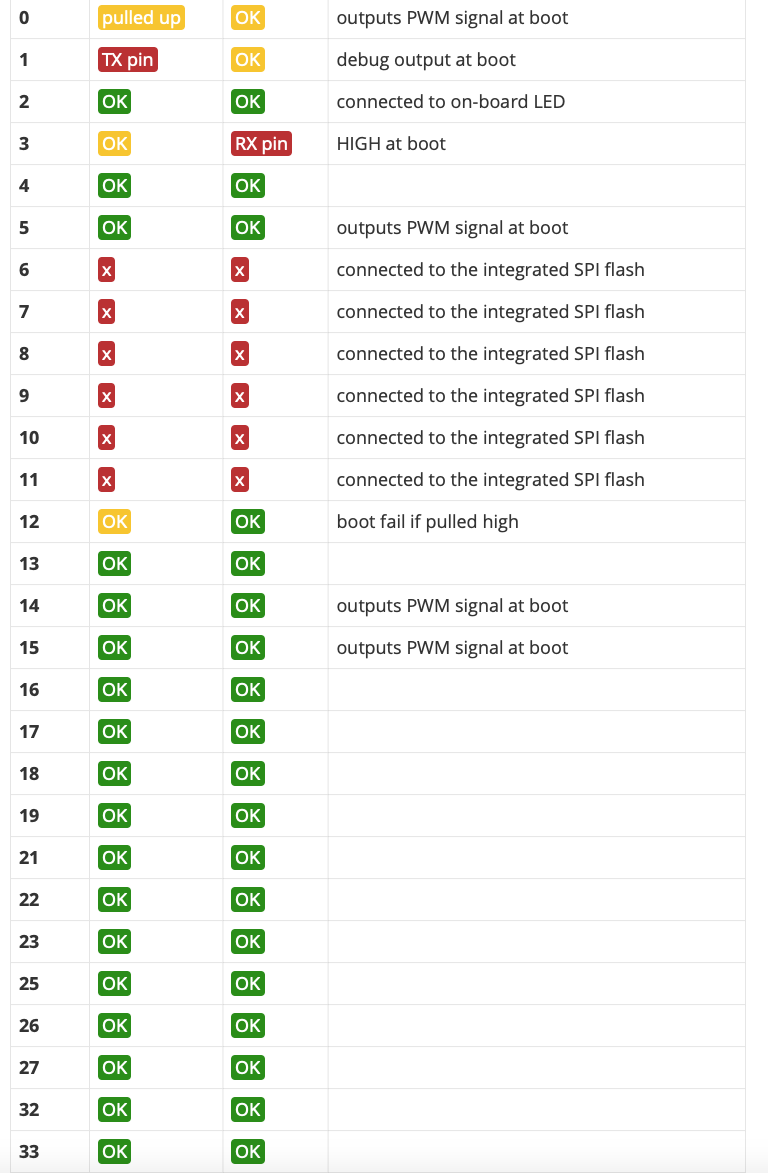 0 pulled up OK outputs PWM signal at boot
1 TX pin OK debug output at boot
2 OK OK connected to on-board LED
3 OK RX pin HIGH at boot
4 OK OK
5 OK OK outputs PWM signal at boot
6 x x connected to the integrated SPI flash
7 x x connected to the integrated SPI flash
8 x x connected to the integrated SPI flash
9 x x connected to the integrated SPI flash
10 x x connected to the integrated SPI flash
11 x x connected to the integrated SPI flash
12 OK OK boot fail if pulled high
13 OK OK
14 OK OK outputs PWM signal at boot
15 OK OK outputs PWM signal at boot
16 OK OK
17 OK OK
18 OK OK
19 OK OK
21 OK OK
22 OK OK
23 OK OK
25 OK OK
26 OK OK
27 OK OK
32 OK OK
33 OK OK